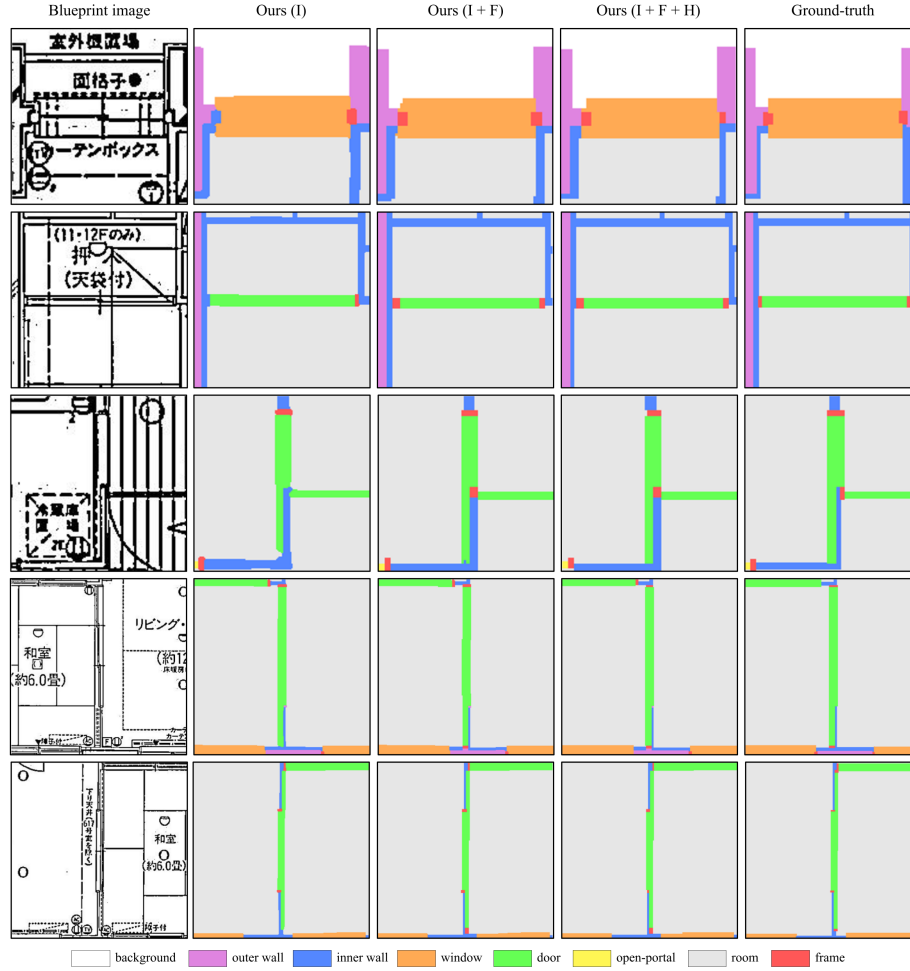 Blueprint image
Ours (I)
Ours (I + F)
Ours (I + F + H)
Ground-truth
室外機置場
面格子●
カーテンボックス
(11・12Fのみ)
押
(天袋付)
冷蔵庫
置場
和室
(約6.0畳)
リビング・
(約12
床暖房
和室
(約6.0畳)
background
outer wall
inner wall
window
door
open-portal
room
frame